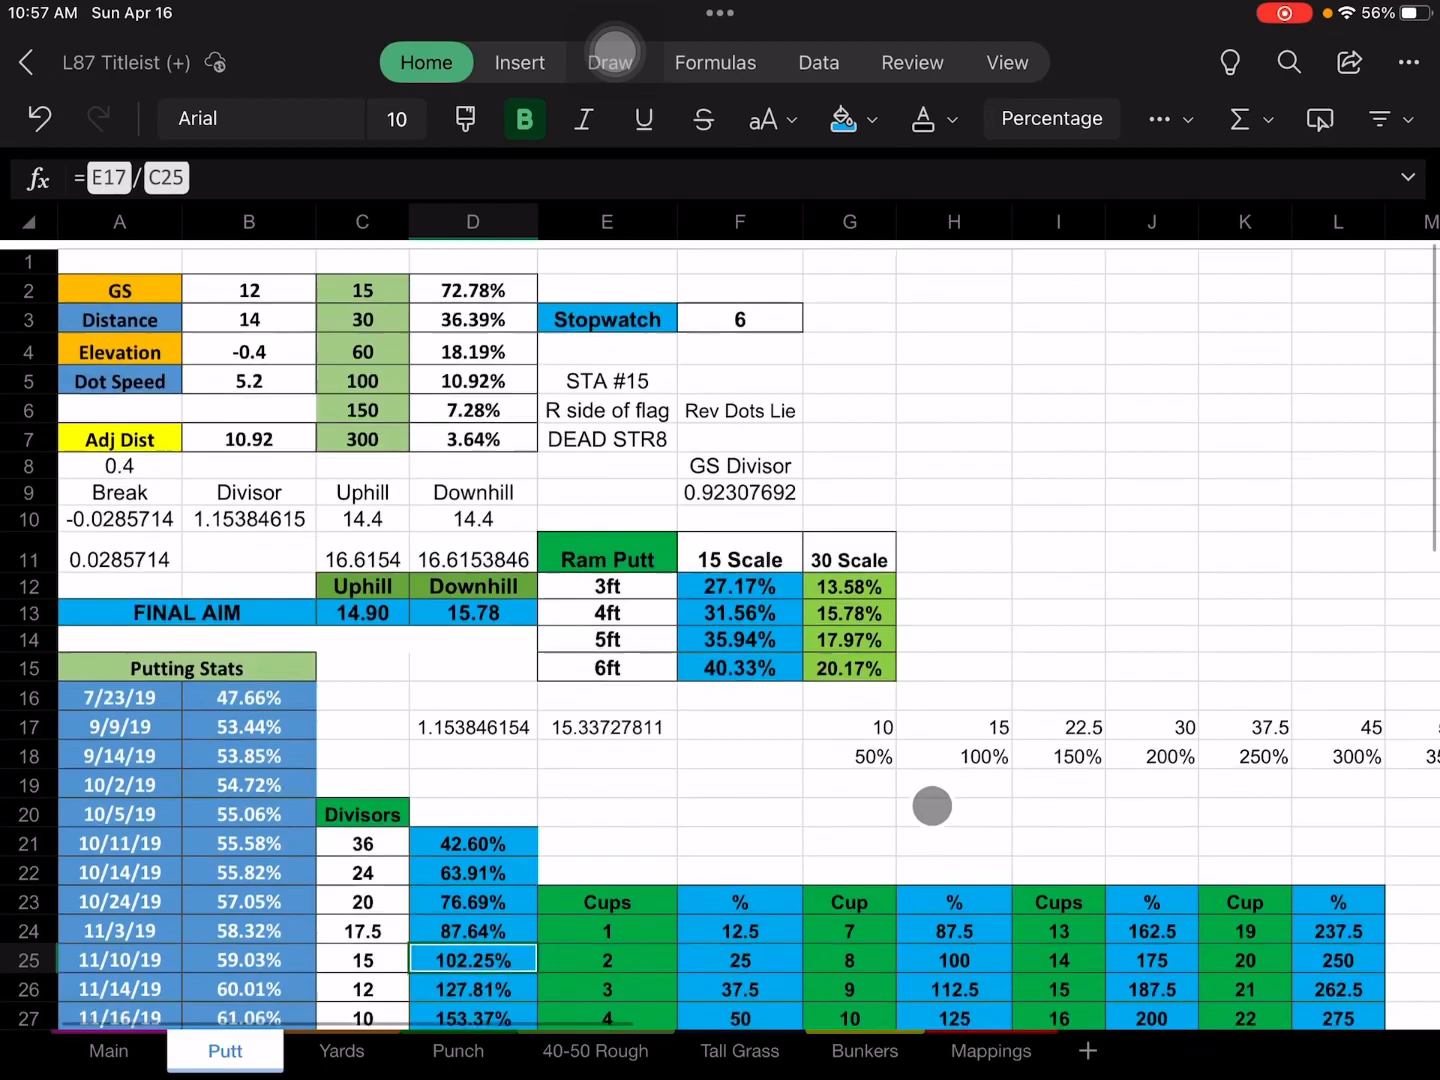 10:57 AM Sun Apr 16 56%
L87 Titleist (+) Home Insert Draw Formulas Data Review View
Arial 10 B I U S aA A Percentage Σ
fx =E17/C25
A B C D E F G H I J K L M
1
2 GS 12 15 72.78%
3 Distance 14 30 36.39% Stopwatch 6
4 Elevation -0.4 60 18.19%
5 Dot Speed 5.2 100 10.92% STA #15
6 150 7.28% R side of flag Rev Dots Lie
7 Adj Dist 10.92 300 3.64% DEAD STR8
8 0.4 GS Divisor
9 Break Divisor Uphill Downhill 0.92307692
10 -0.0285714 1.15384615 14.4 14.4
11 0.0285714 16.6154 16.6153846 Ram Putt 15 Scale 30 Scale
12 Uphill Downhill 3ft 27.17% 13.58%
13 FINAL AIM 14.90 15.78 4ft 31.56% 15.78%
14 5ft 35.94% 17.97%
15 Putting Stats 6ft 40.33% 20.17%
16 7/23/19 47.66%
17 9/9/19 53.44% 1.153846154 15.33727811 10 15 22.5 30 37.5 45
18 9/14/19 53.85% 50% 100% 150% 200% 250% 300% 35
19 10/2/19 54.72%
20 10/5/19 55.06% Divisors
21 10/11/19 55.58% 36 42.60%
22 10/14/19 55.82% 24 63.91%
23 10/24/19 57.05% 20 76.69% Cups % Cup % Cups % Cup %
24 11/3/19 58.32% 17.5 87.64% 1 12.5 7 87.5 13 162.5 19 237.5
25 11/10/19 59.03% 15 102.25% 2 25 8 100 14 175 20 250
26 11/14/19 60.01% 12 127.81% 3 37.5 9 112.5 15 187.5 21 262.5
27 11/16/19 61.06% 10 153.37% 4 50 10 125 16 200 22 275
Main Putt Yards Punch 40-50 Rough Tall Grass Bunkers Mappings +